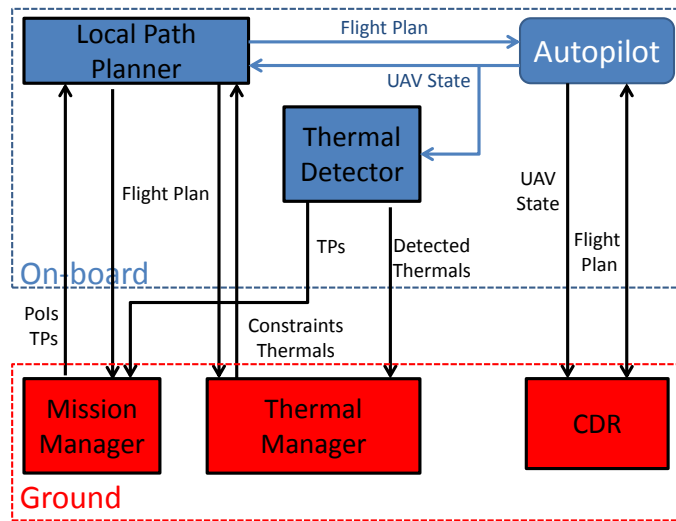 Local Path
Planner
Flight Plan
Autopilot
UAV State
Thermal
Detector
Flight Plan
UAV
State
TPs
Detected
Thermals
Flight
Plan
On-board
PoIs
TPs
Constraints
Thermals
Mission
Manager
Thermal
Manager
CDR
Ground